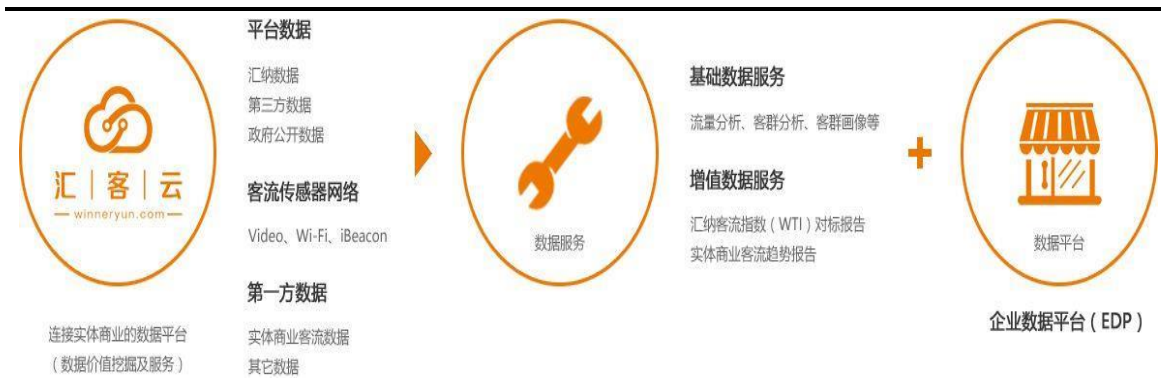 汇|客|云
winneryun.com
连接实体商业的数据平台
（数据价值挖掘及服务）
平台数据
汇纳数据
第三方数据
政府公开数据
客流传感器网络
Video、Wi-Fi、iBeacon
第一方数据
实体商业客流数据
其它数据
数据服务
基础数据服务
流量分析、客群分析、客群画像等
增值数据服务
汇纳客流指数（WTI）对标报告
实体商业客流趋势报告
+
数据平台
企业数据平台（EDP）